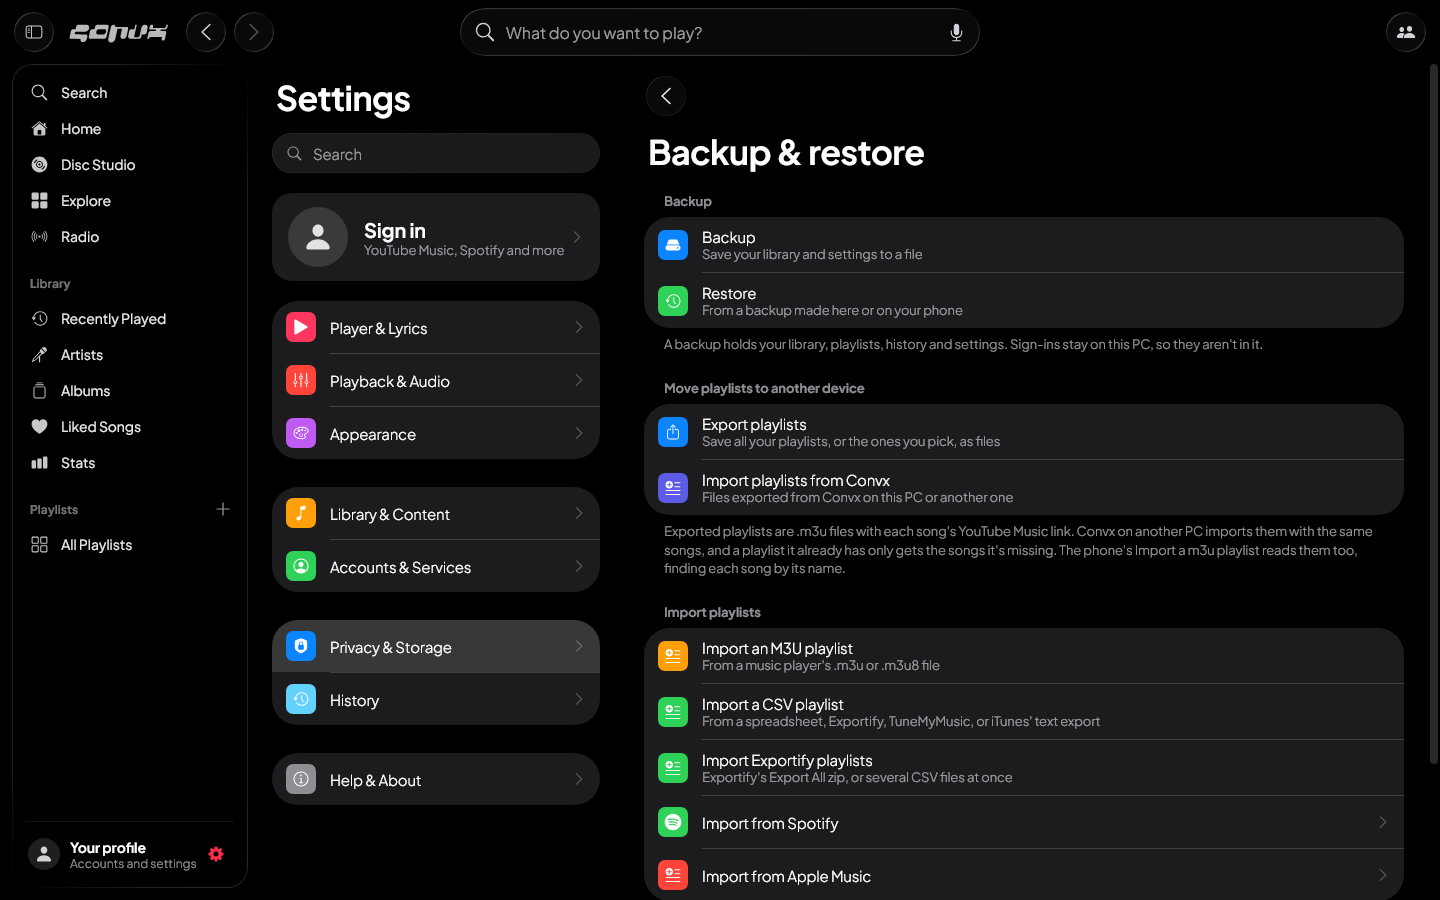 What do you want to play?
Search
Home
Disc Studio
Explore
Radio
Library
Recently Played
Artists
Albums
Liked Songs
Stats
Playlists
All Playlists
Your profile
Accounts and settings
Settings
Search
Sign in
YouTube Music, Spotify and more
Player & Lyrics
Playback & Audio
Appearance
Library & Content
Accounts & Services
Privacy & Storage
History
Help & About
Backup & restore
Backup
Backup
Save your library and settings to a file
Restore
From a backup made here or on your phone
A backup holds your library, playlists, history and settings. Sign-ins stay on this PC, so they aren't in it.
Move playlists to another device
Export playlists
Save all your playlists, or the ones you pick, as files
Import playlists from Convx
Files exported from Convx on this PC or another one
Exported playlists are .m3u files with each song's YouTube Music link. Convx on another PC imports them with the same
songs, and a playlist it already has only gets the songs it's missing. The phone's Import a m3u playlist reads them too,
finding each song by its name.
Import playlists
Import an M3U playlist
From a music player's .m3u or .m3u8 file
Import a CSV playlist
From a spreadsheet, Exportify, TuneMyMusic, or iTunes' text export
Import Exportify playlists
Exportify's Export All zip, or several CSV files at once
Import from Spotify
Import from Apple Music